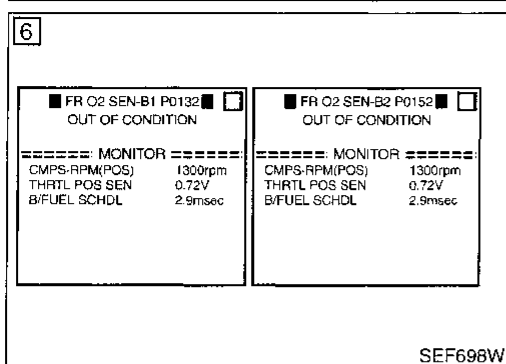 6
FR O2 SEN-B1 P0132
OUT OF CONDITION
====== MONITOR ======
CMPS-RPM(POS) 1300rpm
THRTL POS SEN 0.72V
B/FUEL SCHDL 2.9msec
FR O2 SEN-B2 P0152
OUT OF CONDITION
====== MONITOR ======
CMPS-RPM(POS) 1300rpm
THRTL POS SEN 0.72V
B/FUEL SCHDL 2.9msec
SEF698W